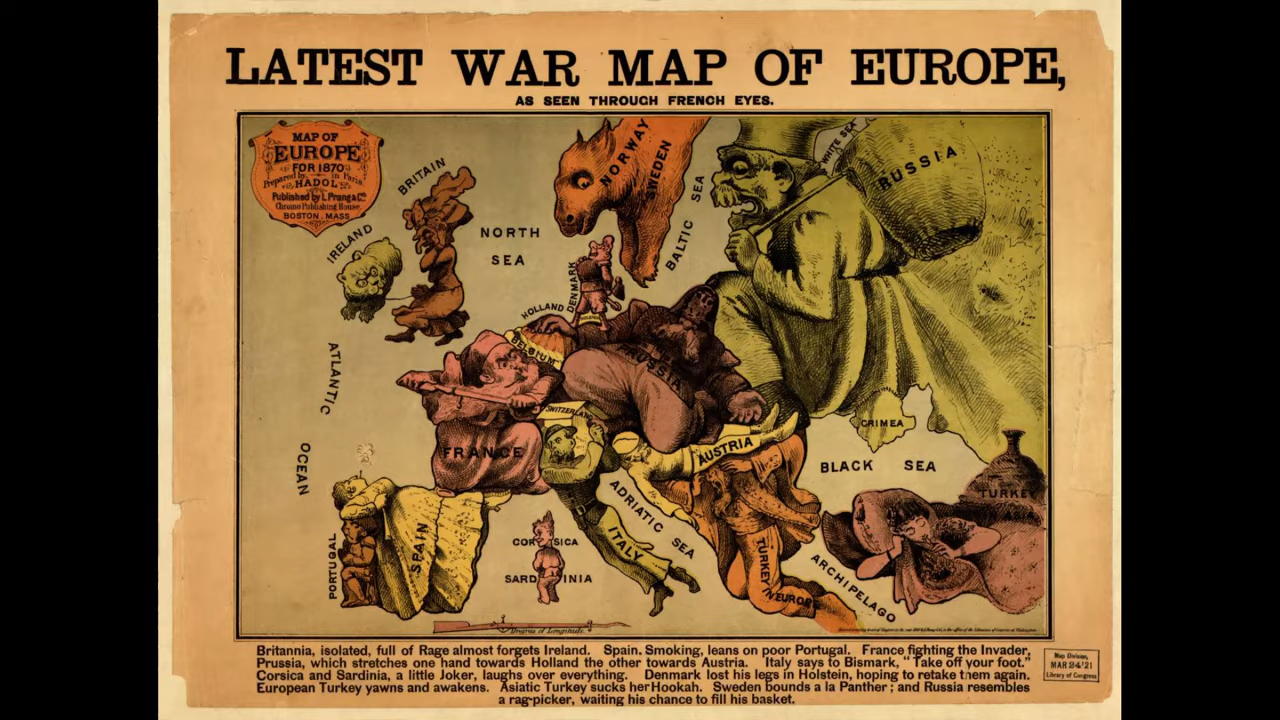 LATEST WAR MAP OF EUROPE,
AS SEEN THROUGH FRENCH EYES.
MAP OF
EUROPE
FOR 1870
Prepared by in Paris
HADOL
Published by L. Prang & Co.
Chromo Publishing House,
BOSTON, MASS
BRITAIN
IRELAND
NORTH
SEA
NORWAY
SWEDEN
BALTIC SEA
WHITE SEA
RUSSIA
DENMARK
HOLLAND
BELGIUM
PRUSSIA
ATLANTIC
OCEAN
SWITZERLAND
FRANCE
AUSTRIA
CRIMEA
BLACK SEA
TURKEY
ADRIATIC SEA
ITALY
SPAIN
PORTUGAL
CORSICA
SARDINIA
TURKEY IN EUROPE
ARCHIPELAGO
Degrees of Longitude.
Britannia, isolated, full of Rage almost forgets Ireland. Spain. Smoking, leans on poor Portugal. France fighting the Invader,
Prussia, which stretches one hand towards Holland the other towards Austria. Italy says to Bismark, "Take off your foot."
Corsica and Sardinia, a little Joker, laughs over everything. Denmark lost his legs in Holstein, hoping to retake them again.
European Turkey yawns and awakens. Asiatic Turkey sucks her Hookah. Sweden bounds a la Panther; and Russia resembles
a rag-picker, waiting his chance to fill his basket.
Map Division,
MAR 24 '21
Library of Congress